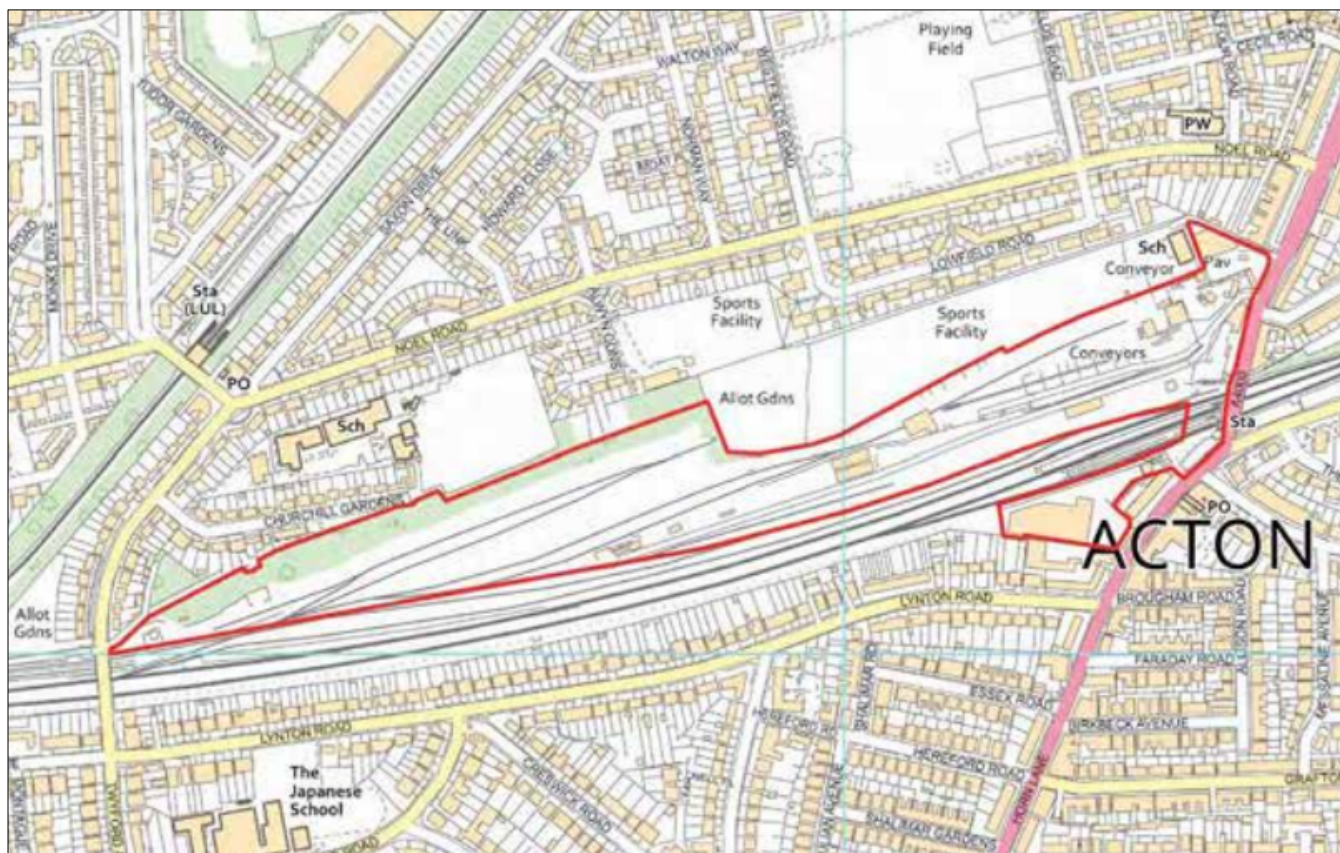 Playing
Field
WALTON WAY
CECIL ROAD
TUDOR GARDENS
PW
NOEL ROAD
NORMAN WAY
SAXON DRIVE
THE LINK
HOWARD CLOSE
MONKS DRIVE
ROAD
LOWFIELD ROAD
Sch
Conveyor
Pav
Sta
(LUL)
Sports
Facility
Sports
Facility
NOEL ROAD
Conveyors
PO
Allot Gdns
Sch
Sta
CHURCHILL GARDENS
PO
ACTON
Allot
Gdns
LYNTON ROAD
BROUGHAM ROAD
FARADAY ROAD
ESSEX ROAD
BIRKBECK AVENUE
LYNTON ROAD
HEREFORD ROAD
The
Japanese
School
CRESWICK ROAD
HORN LANE
SHALIMAR GARDENS